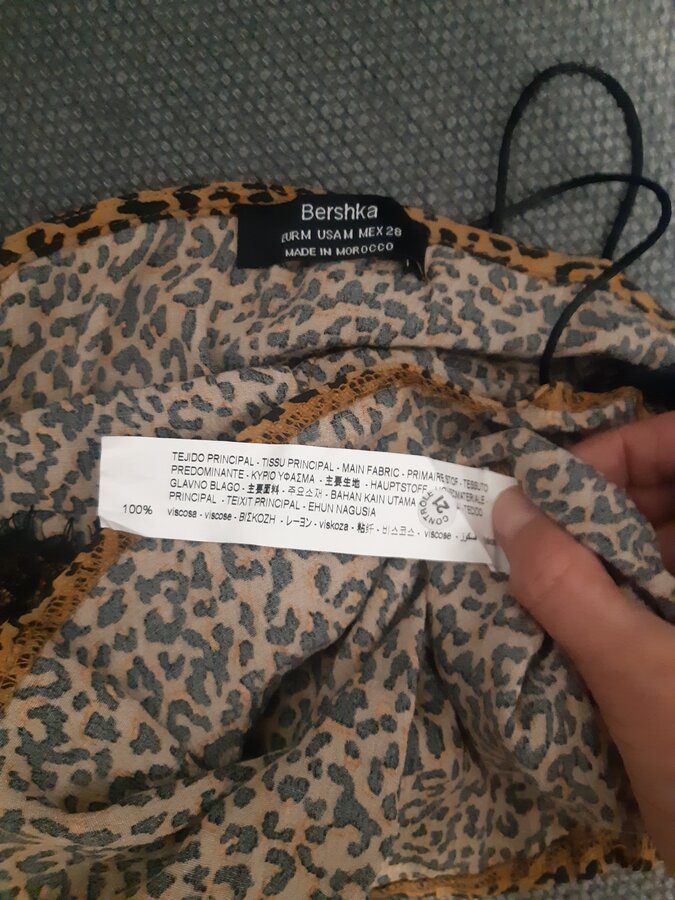 Bershka
EUR M USA M MEX 28
MADE IN MOROCCO
TEJIDO PRINCIPAL - TISSU PRINCIPAL - MAIN FABRIC - PRIMAIRE STOF - TESSUTO
PREDOMINANTE - ΚΥΡΙΟ ΥΦΑΣΜΑ - 主要生地 - HAUPTSTOFF
GLAVNO BLAGO - 主要面料 - 주요소재 - BAHAN KAIN UTAMA
PRINCIPAL - TEIXIT PRINCIPAL - EHUN NAGUSIA
100% viscosa - viscose - ΒΙΣΚΟΖΗ - レーヨン - viskoza - 粘纤 - 비스코스 - viscose
CONTROLE 21